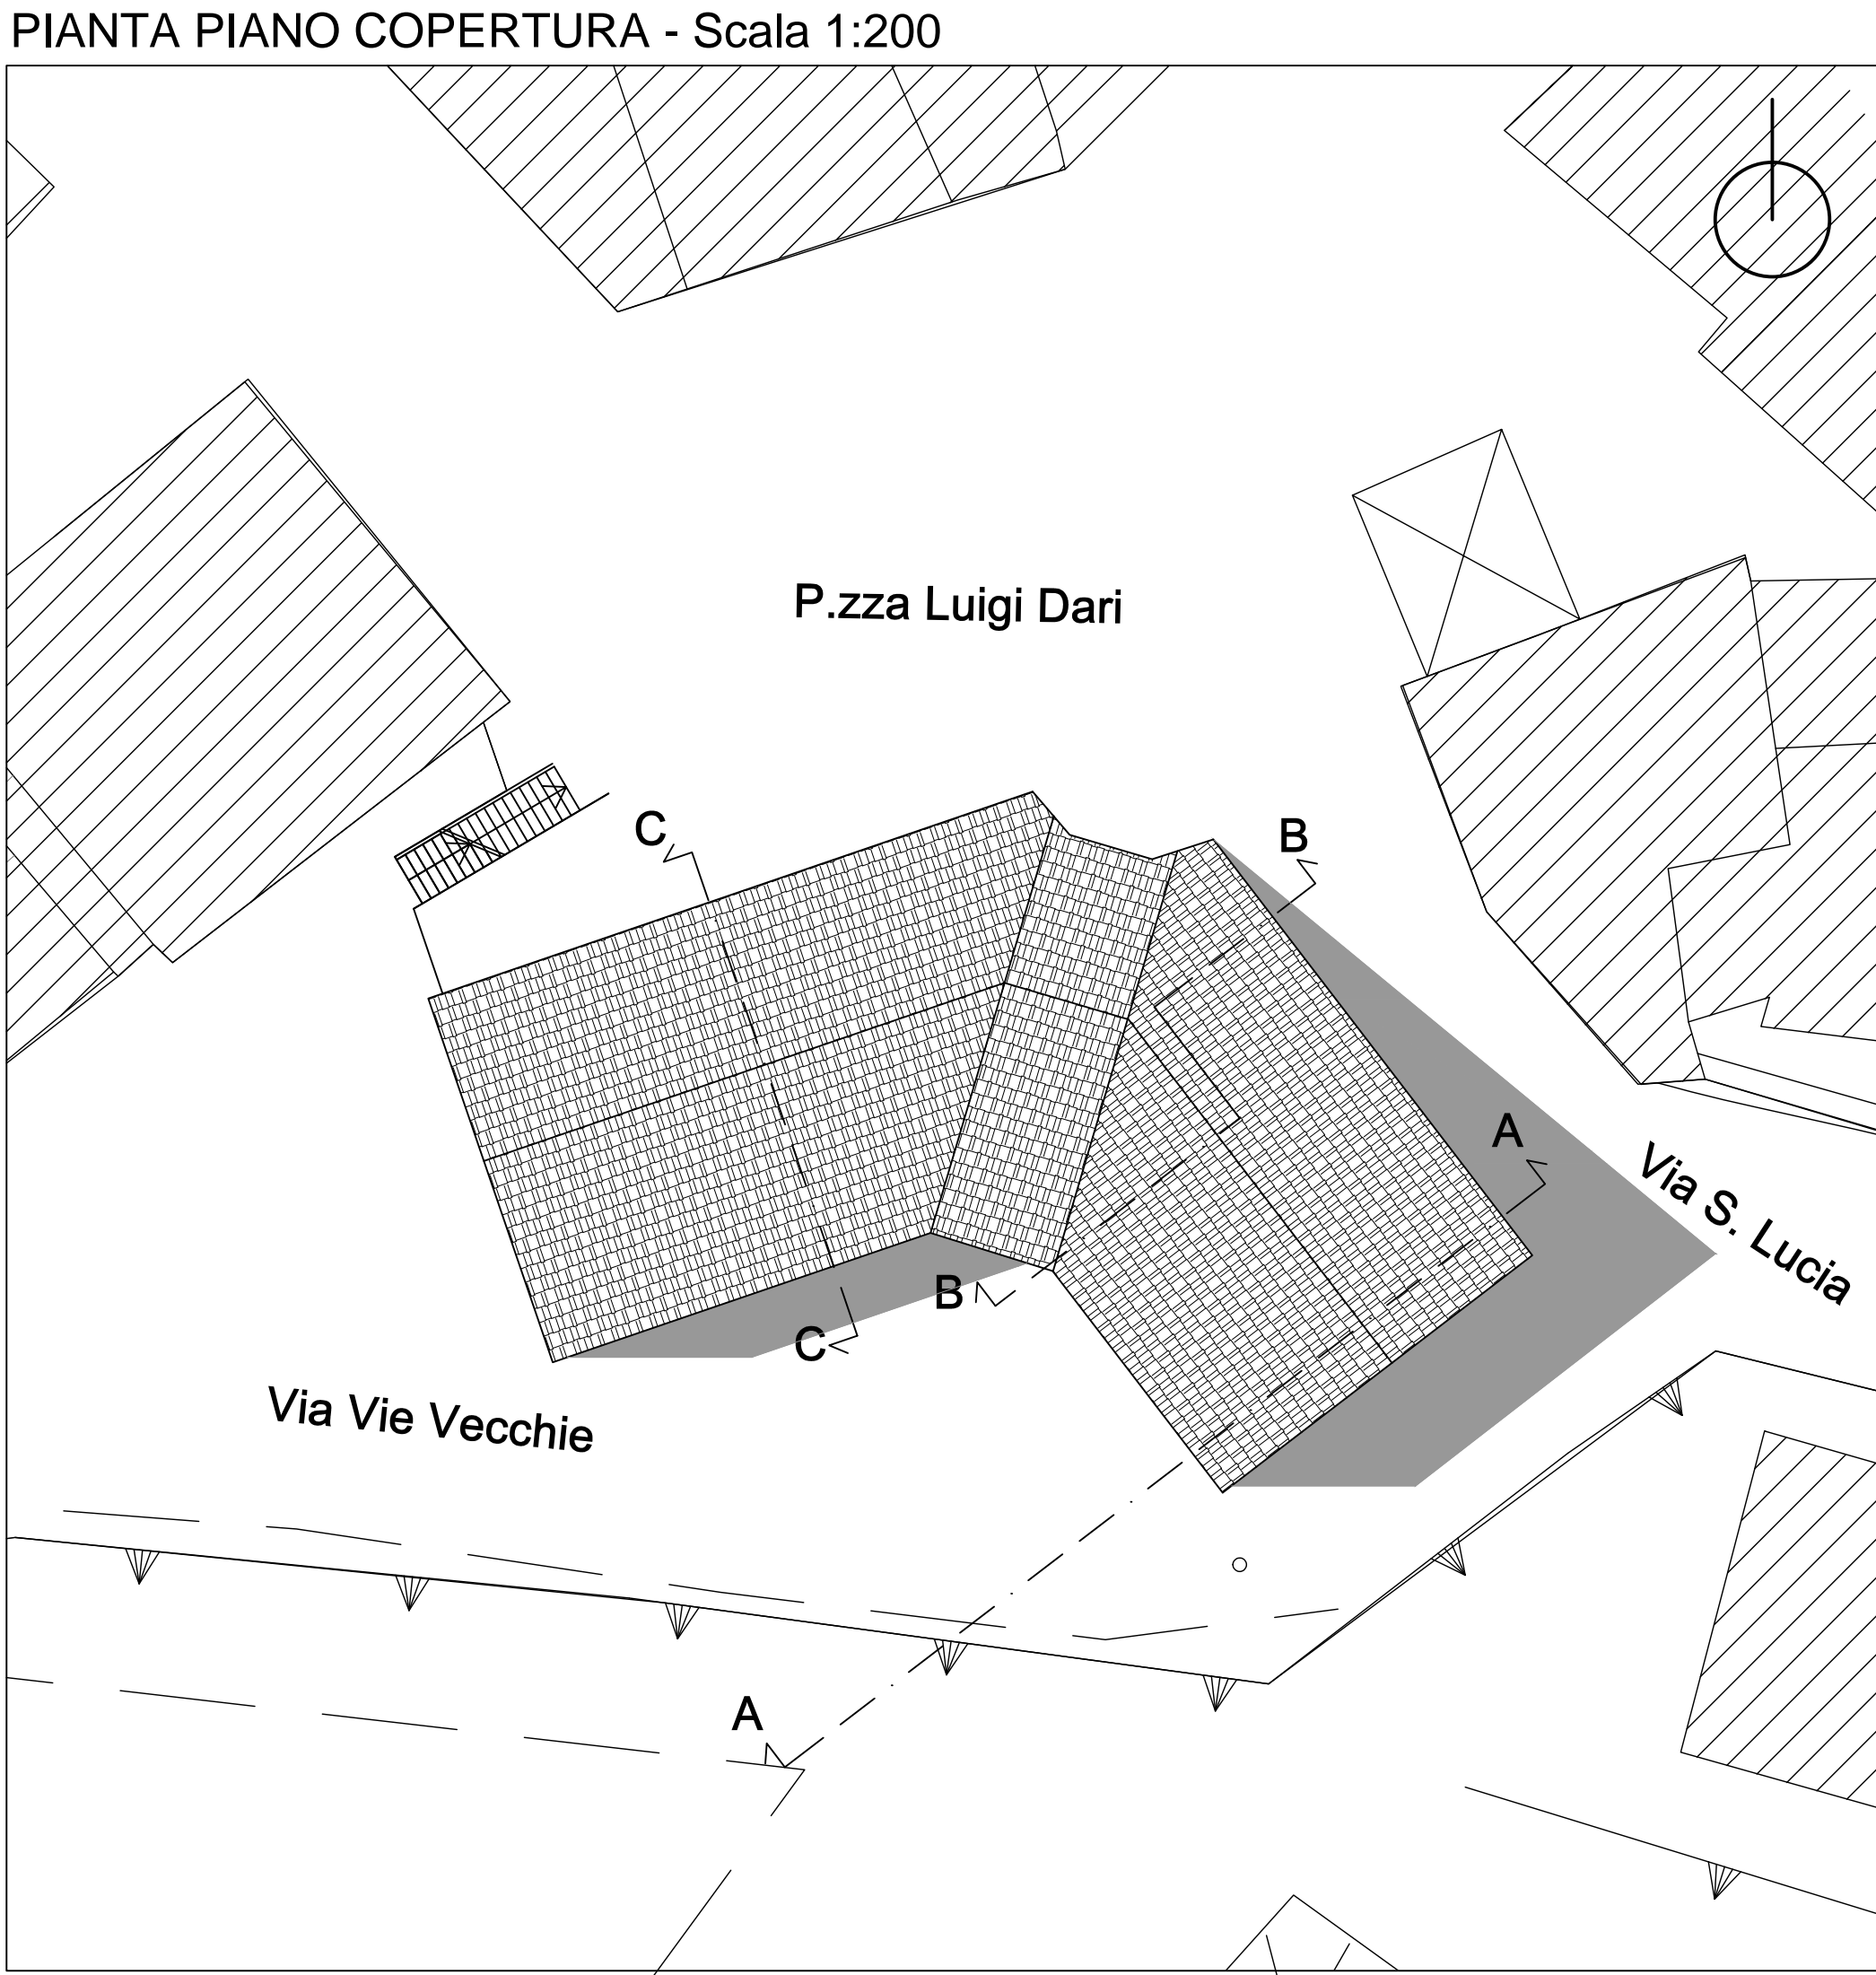 PIANTA PIANO COPERTURA - Scala 1:200
P.zza Luigi Dari
C
B
A
Via S. Lucia
B
C
Via Vie Vecchie
A